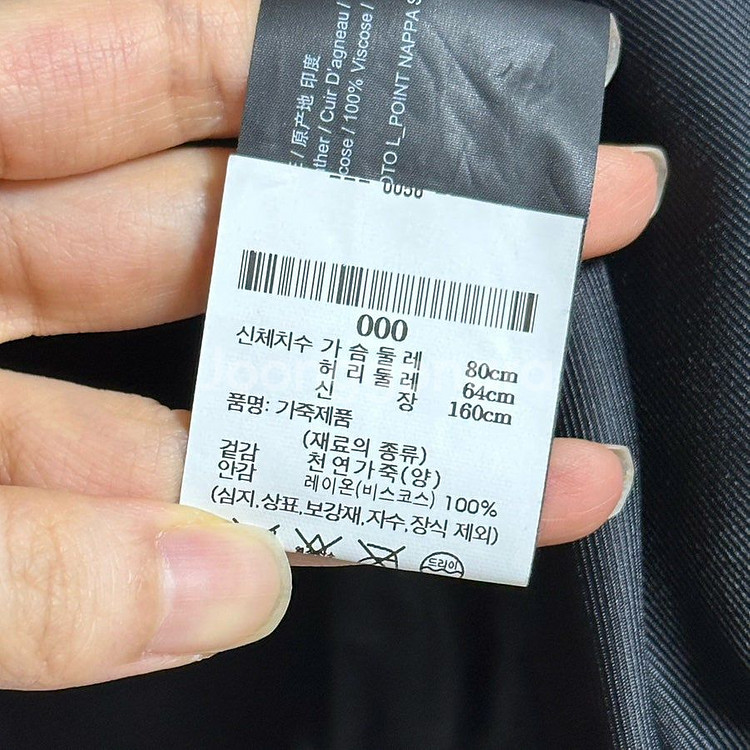 原产地 印度
ther / Cuir D'agneau /
cose / 100% Viscose /
OTO L_POINT NAPPA S
000
신체치수 가 슴 둘 레 80cm
허 리 둘 레 64cm
신 장 160cm
품명: 가죽제품
(재료의 종류)
겉감 천연가죽(양)
안감 레이온(비스코스) 100%
(심지,상표,보강재,자수,장식 제외)
드라이